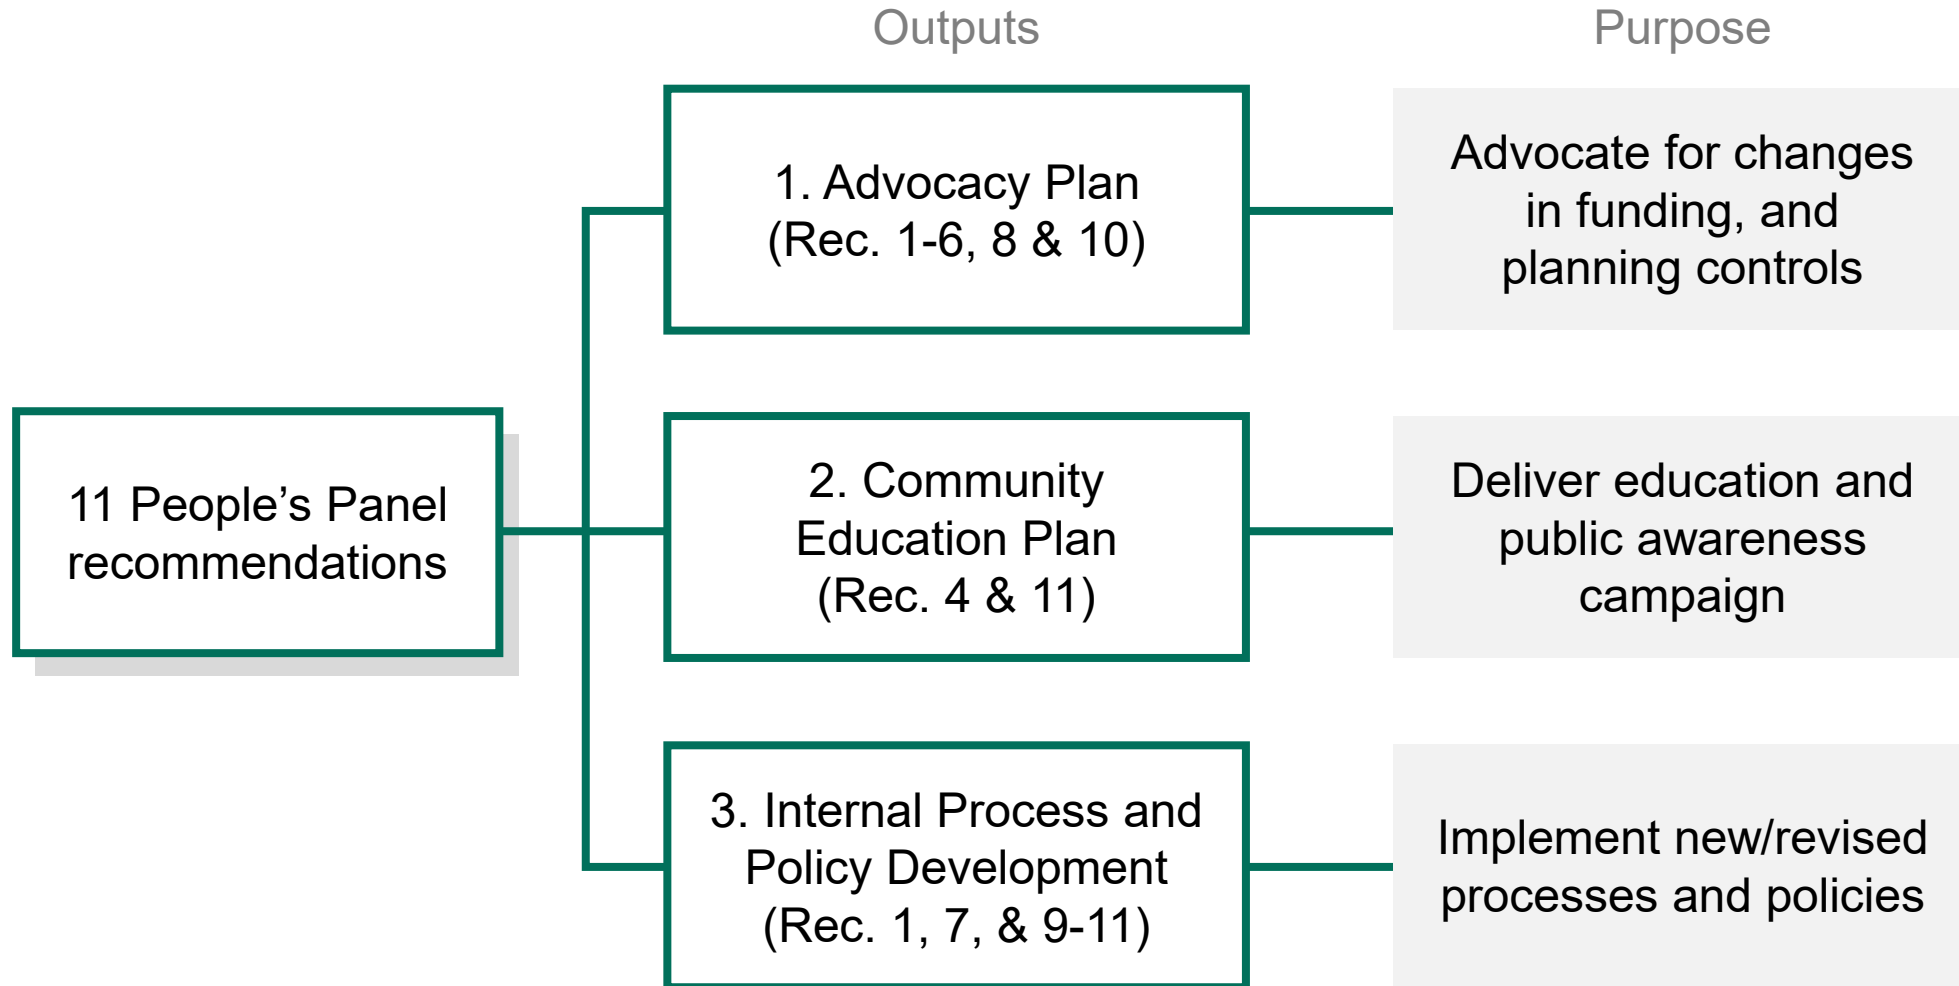 Outputs
Purpose
1. Advocacy Plan
(Rec. 1-6, 8 & 10)
Advocate for changes
in funding, and
planning controls
11 People’s Panel
recommendations
2. Community
Education Plan
(Rec. 4 & 11)
Deliver education and
public awareness
campaign
3. Internal Process and
Policy Development
(Rec. 1, 7, & 9-11)
Implement new/revised
processes and policies